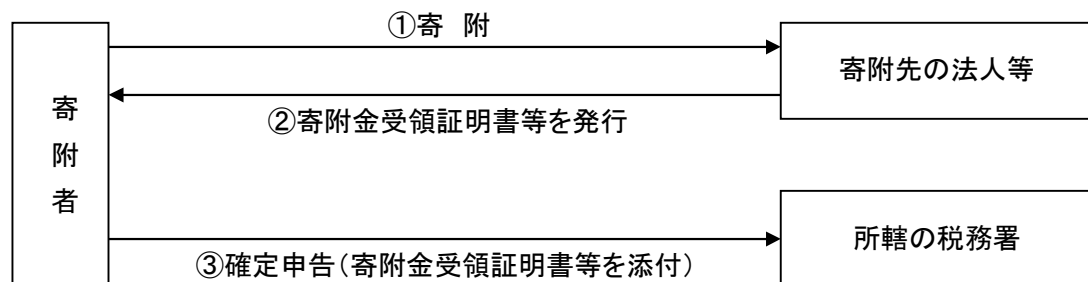 ①寄　附
寄附先の法人等
寄附者
②寄附金受領証明書等を発行
所轄の税務署
③確定申告（寄附金受領証明書等を添付）